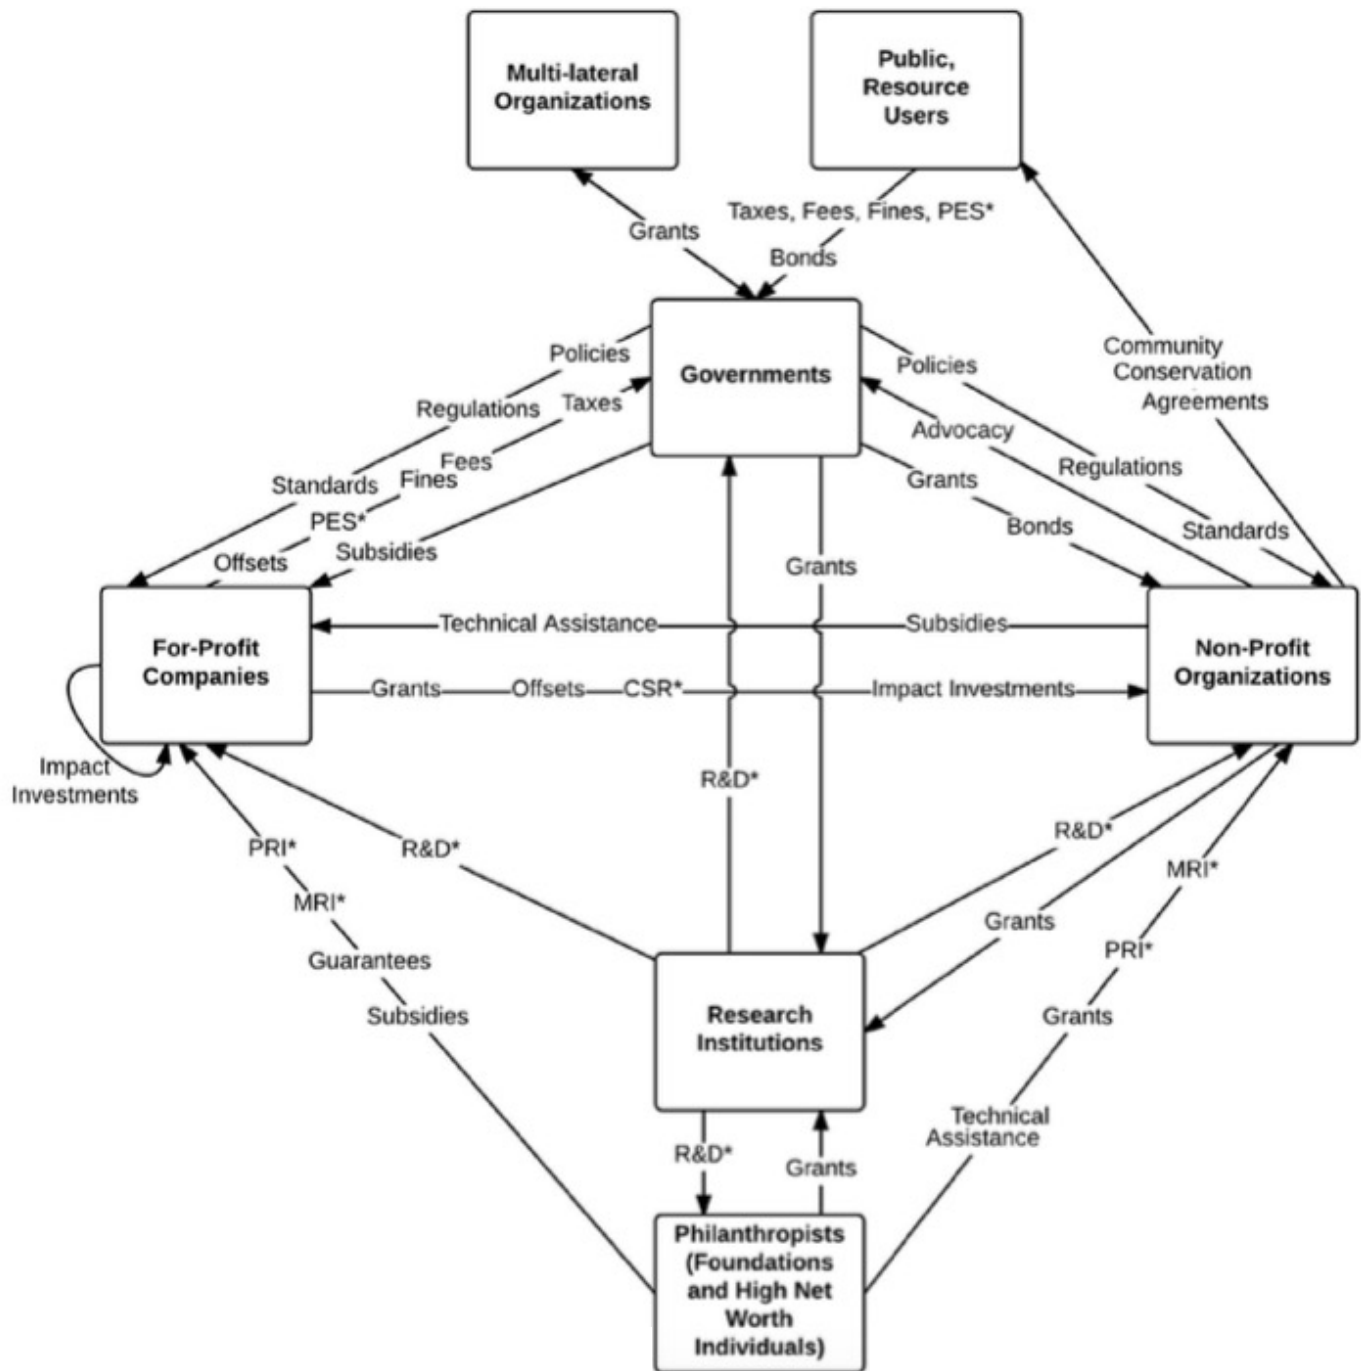 Multi-lateral
Organizations
Public,
Resource
Users
Taxes, Fees, Fines, PES*
Grants
Bonds
Governments
Policies
Regulations
Standards
Taxes
Fees
Fines
PES*
Offsets
Subsidies
Policies
Regulations
Standards
Advocacy
Grants
Bonds
Community
Conservation
Agreements
Grants
For-Profit
Companies
Technical Assistance
Subsidies
Grants
Offsets
CSR*
Impact Investments
Non-Profit
Organizations
Impact
Investments
R&D*
PRI*
MRI*
Guarantees
Subsidies
R&D*
R&D*
Grants
MRI*
PRI*
Grants
Technical
Assistance
Research
Institutions
R&D*
Grants
Philanthropists
(Foundations
and High Net
Worth
Individuals)